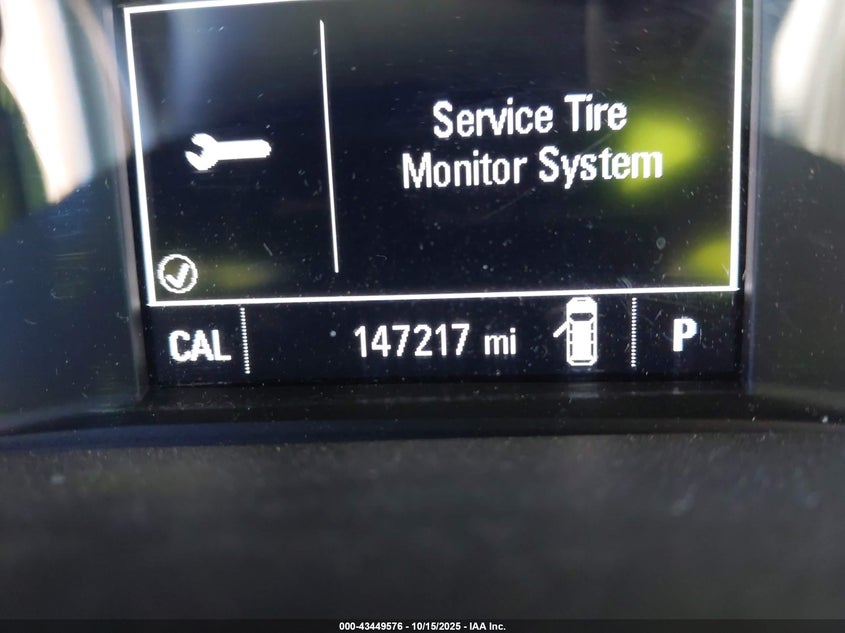 Service Tire
Monitor System
CAL 147217 mi P
000-43449576 - 10/15/2025 - IAA Inc.